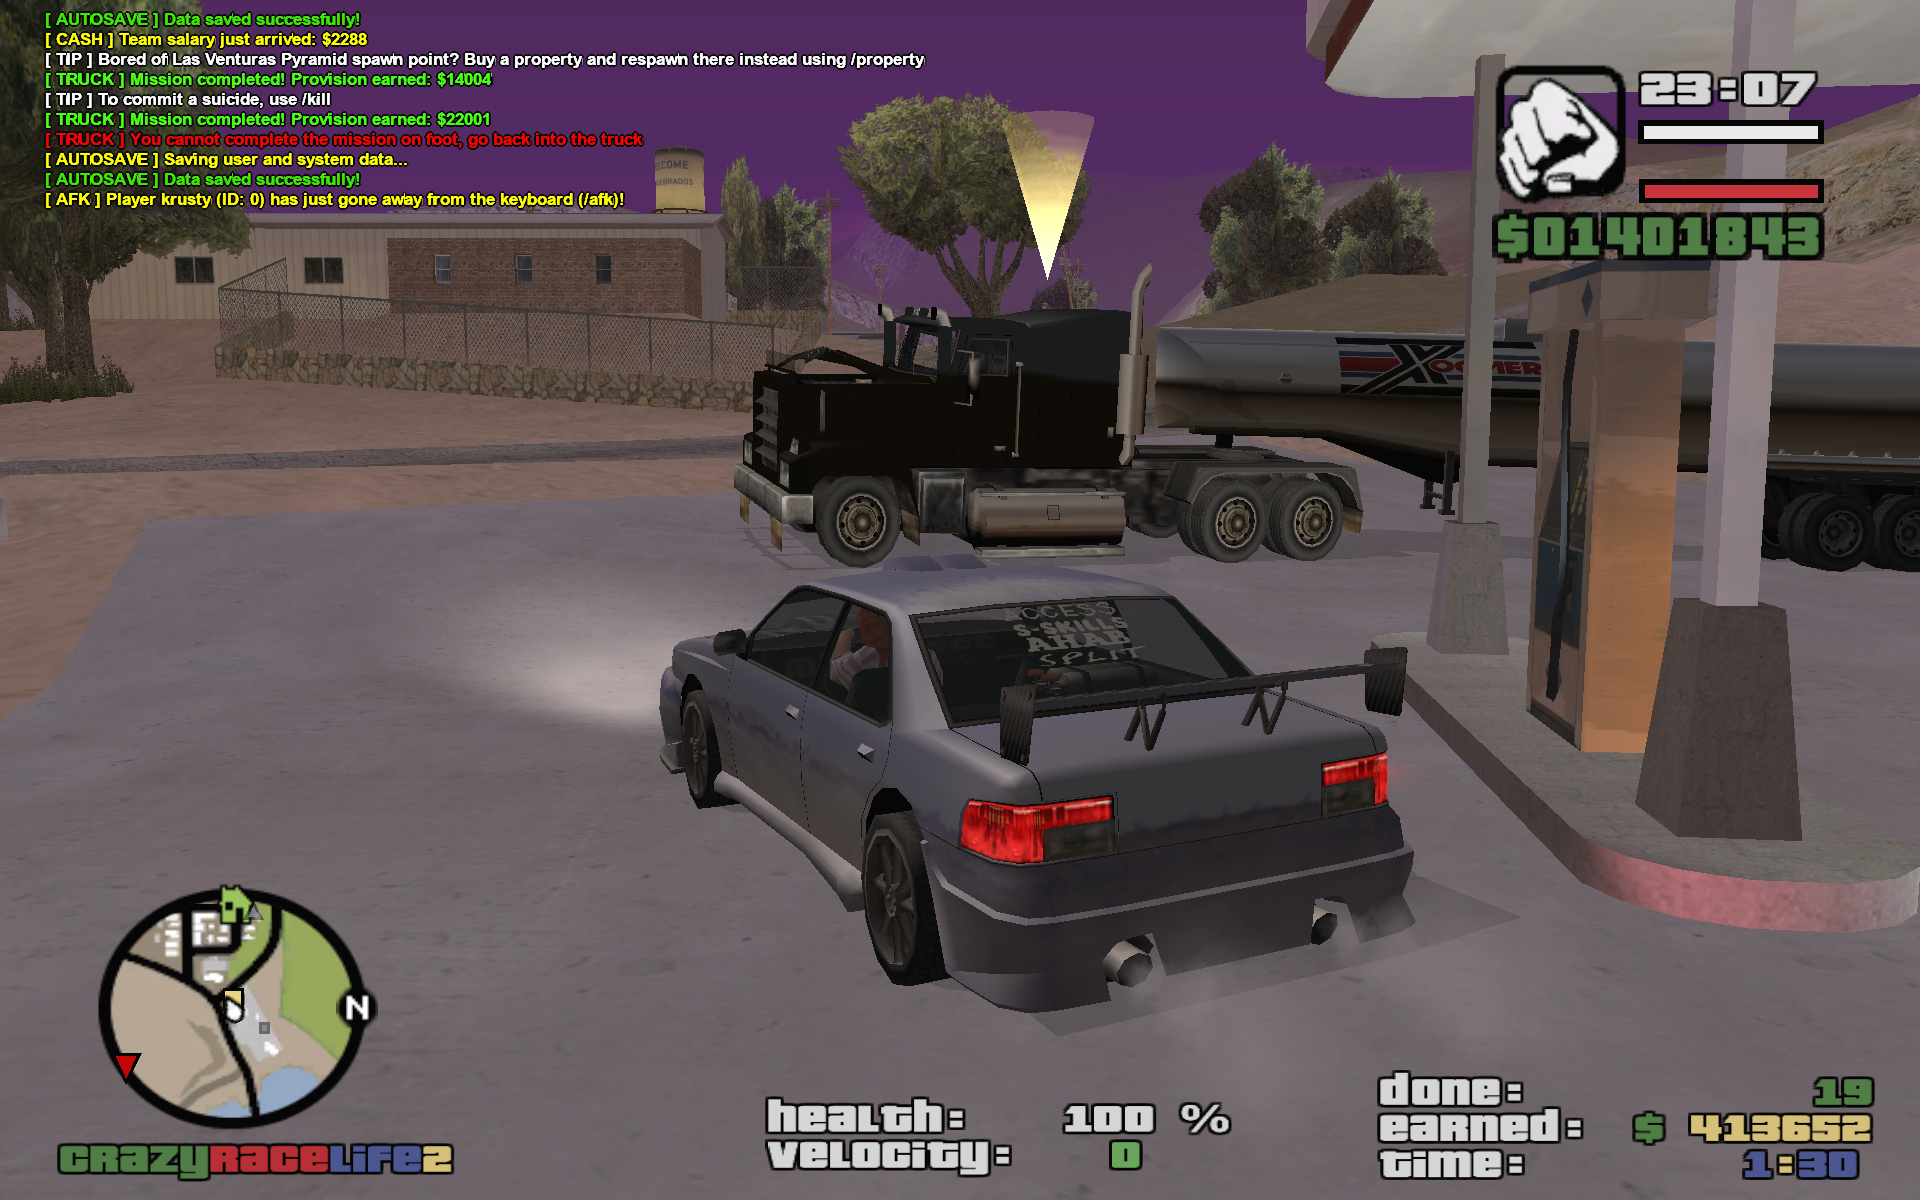 [ AUTOSAVE ] Data saved successfully!
[ CASH ] Team salary just arrived: $2288
[ TIP ] Bored of Las Venturas Pyramid spawn point? Buy a property and respawn there instead using /property
[ TRUCK ] Mission completed! Provision earned: $14004
[ TIP ] To commit a suicide, use /kill
[ TRUCK ] Mission completed! Provision earned: $22001
[ TRUCK ] You cannot complete the mission on foot, go back into the truck
[ AUTOSAVE ] Saving user and system data...
[ AUTOSAVE ] Data saved successfully!
[ AFK ] Player krusty (ID: 0) has just gone away from the keyboard (/afk)!
23:07
$01401843
XOOMER
ACCESS
S-SKILLS
AHAB
SPLIT
N
CrazyRaceLife2
health: 100 %
velocity: 0
done: 19
earned: $ 413652
time: 1:30